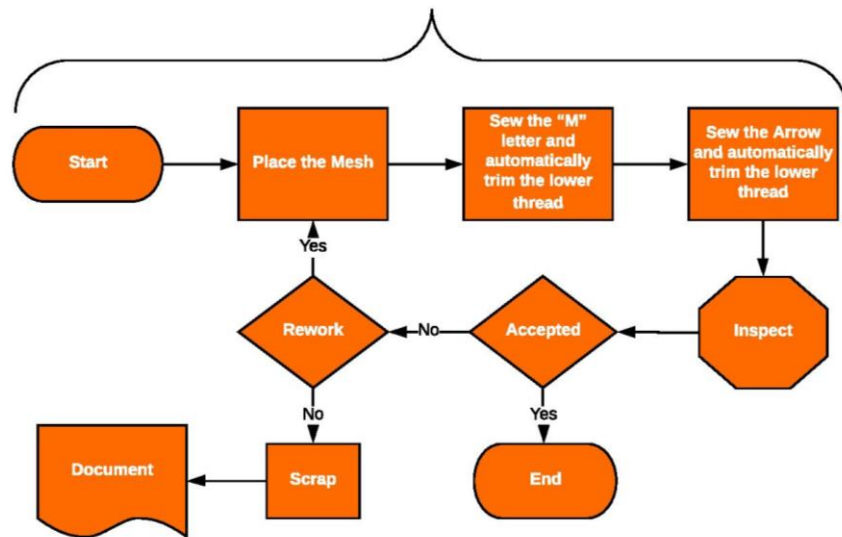 Start
Place the Mesh
Sew the “M”
letter and
automatically
trim the lower
thread
Sew the Arrow
and automatically
trim the lower
thread
Yes
Rework
No
Accepted
Inspect
No
Yes
Document
Scrap
End